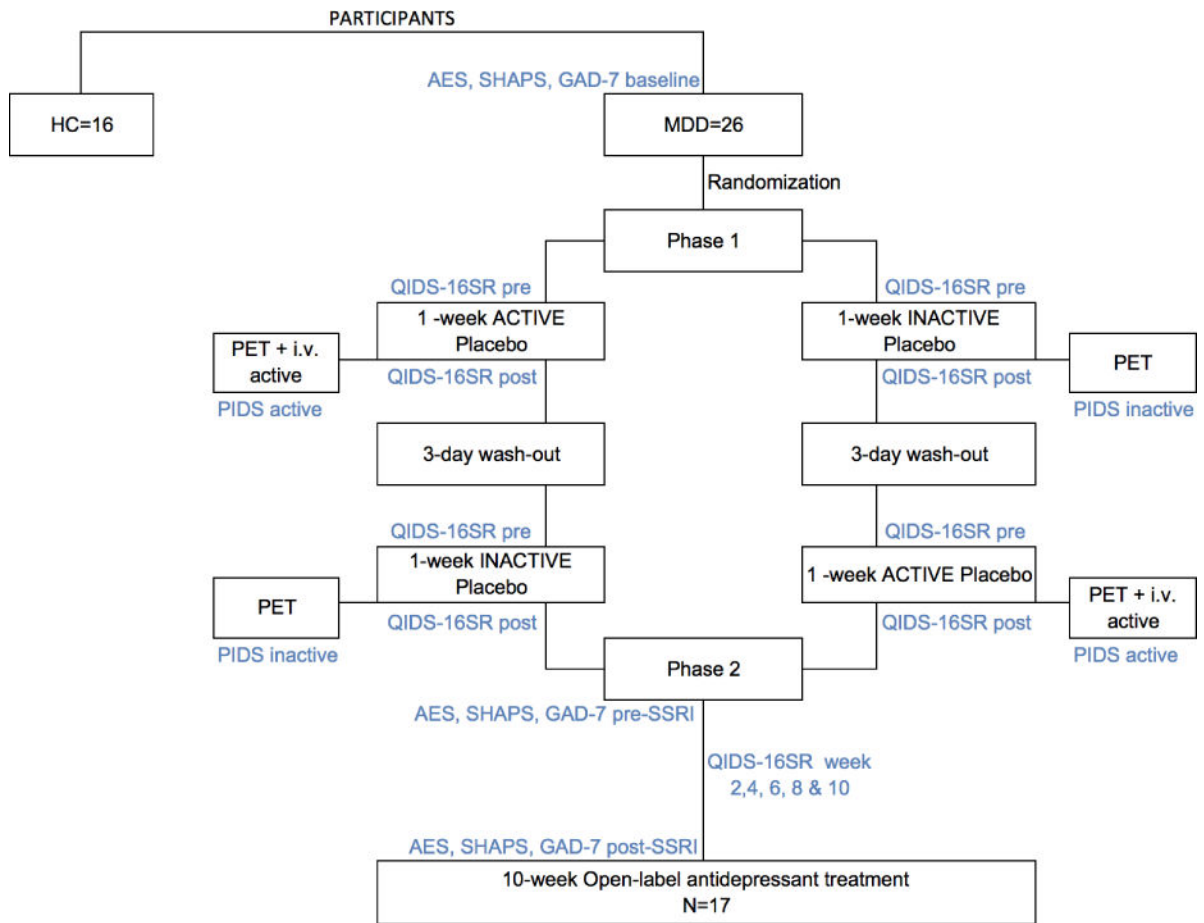 PARTICIPANTS
AES, SHAPS, GAD-7 baseline
HC=16
MDD=26
Randomization
Phase 1
QIDS-16SR pre
QIDS-16SR pre
1 -week ACTIVE
Placebo
1-week INACTIVE
Placebo
PET + i.v.
active
PET
QIDS-16SR post
QIDS-16SR post
PIDS active
PIDS inactive
3-day wash-out
3-day wash-out
QIDS-16SR pre
QIDS-16SR pre
1-week INACTIVE
Placebo
1 -week ACTIVE Placebo
PET
PET + i.v.
active
QIDS-16SR post
QIDS-16SR post
PIDS inactive
PIDS active
Phase 2
AES, SHAPS, GAD-7 pre-SSRI
QIDS-16SR  week
2,4, 6, 8 & 10
AES, SHAPS, GAD-7 post-SSRI
10-week Open-label antidepressant treatment
N=17